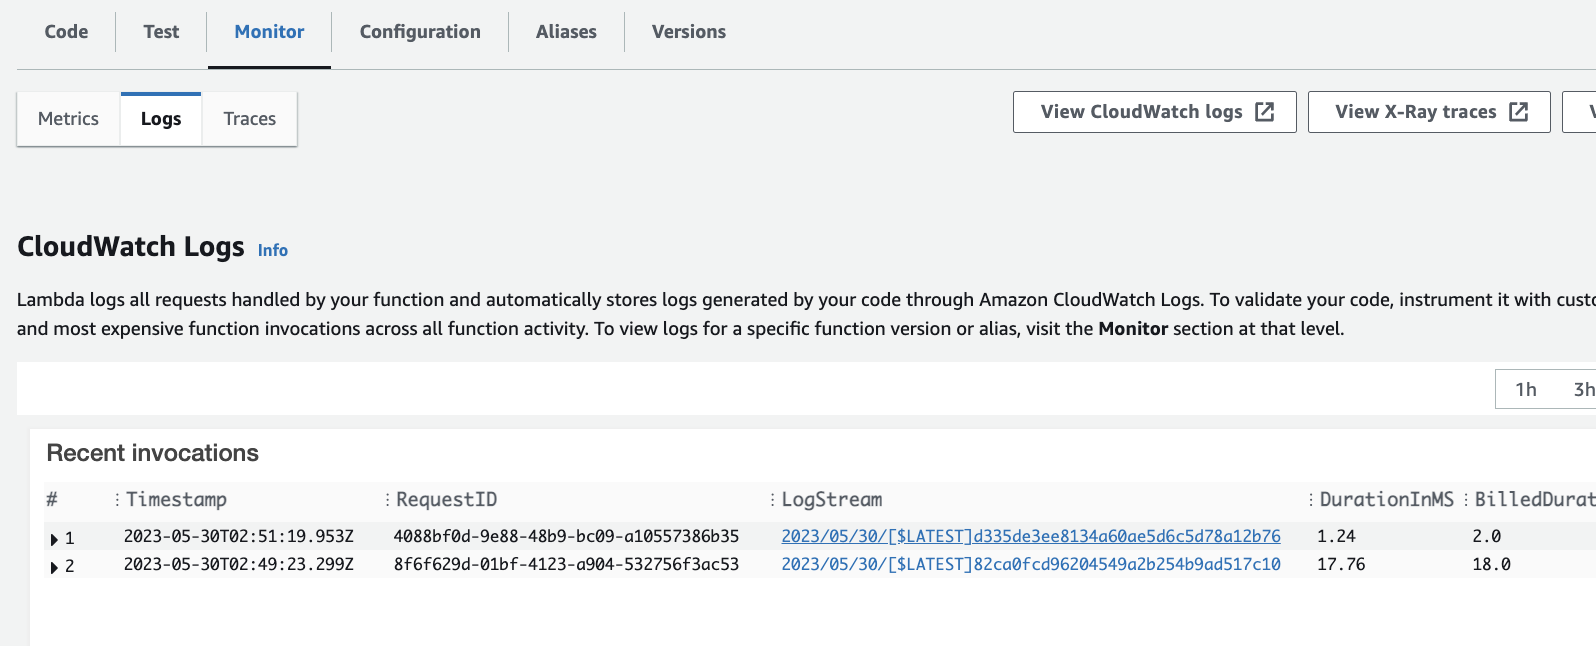 Code Test Monitor Configuration Aliases Versions
Metrics Logs Traces View CloudWatch logs View X-Ray traces
CloudWatch Logs Info
Lambda logs all requests handled by your function and automatically stores logs generated by your code through Amazon CloudWatch Logs. To validate your code, instrument it with custo
and most expensive function invocations across all function activity. To view logs for a specific function version or alias, visit the Monitor section at that level.
1h 3h
Recent invocations
# : Timestamp : RequestID : LogStream : DurationInMS : BilledDurat
1 2023-05-30T02:51:19.953Z 4088bf0d-9e88-48b9-bc09-a10557386b35 2023/05/30/[$LATEST]d335de3ee8134a60ae5d6c5d78a12b76 1.24 2.0
2 2023-05-30T02:49:23.299Z 8f6f629d-01bf-4123-a904-532756f3ac53 2023/05/30/[$LATEST]82ca0fcd96204549a2b254b9ad517c10 17.76 18.0